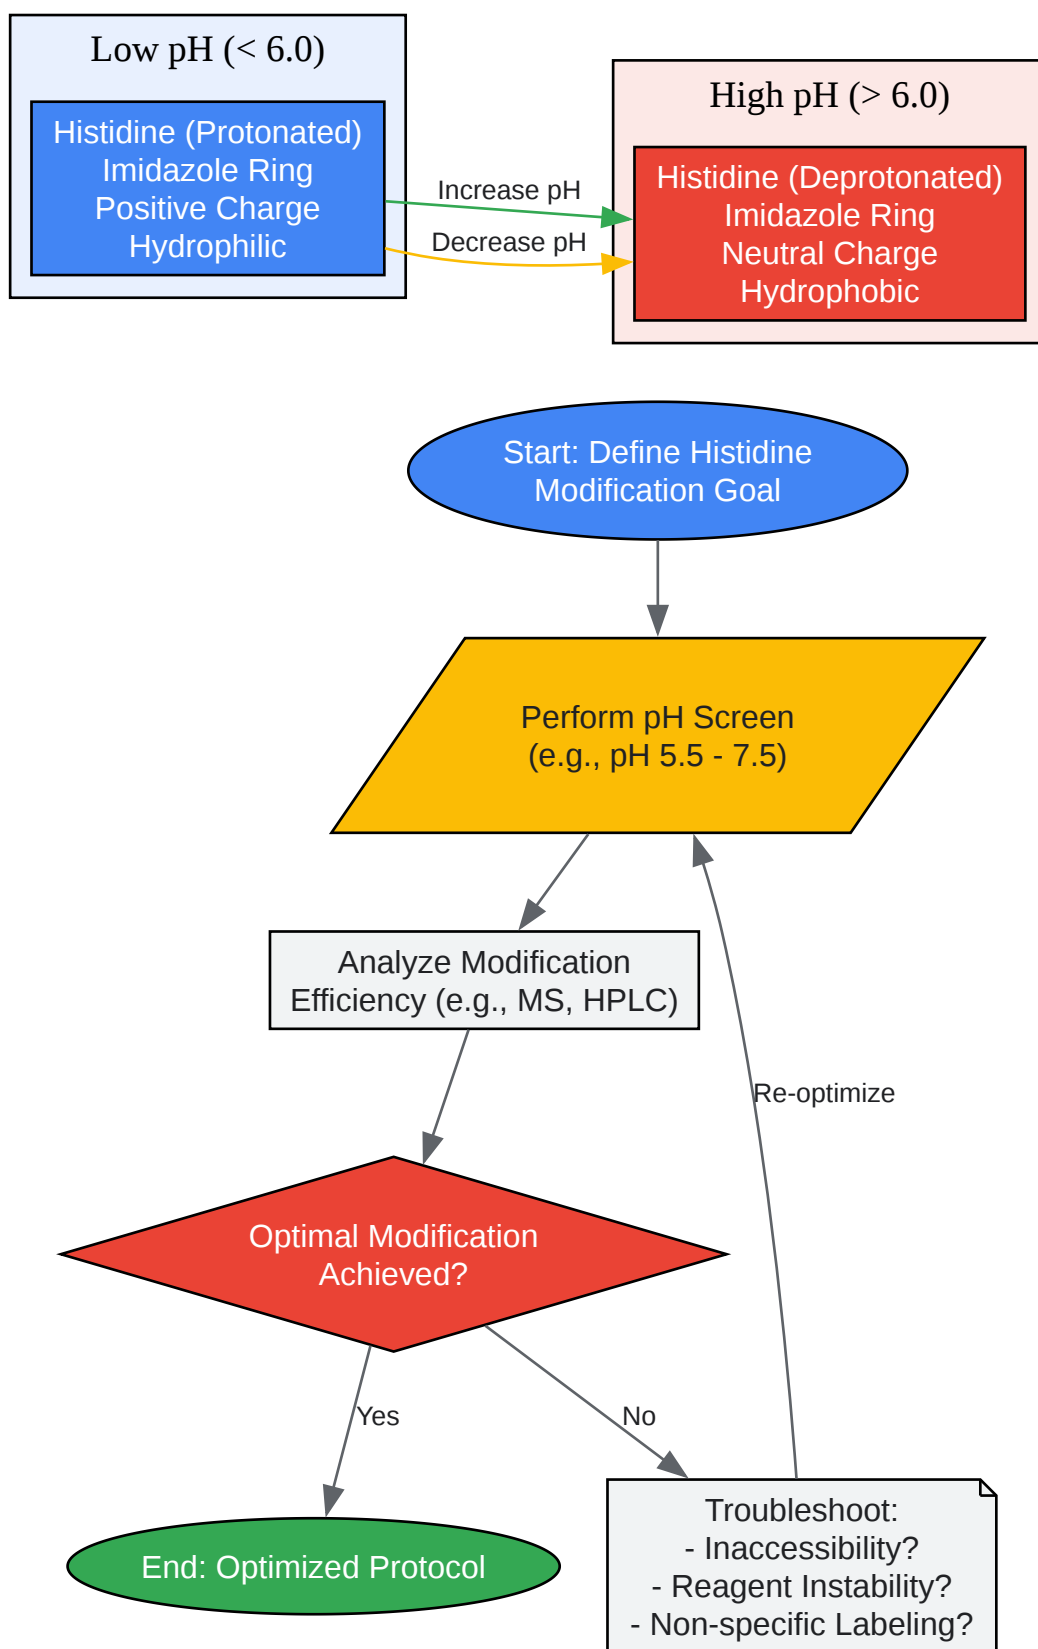 Low pH (< 6.0)
Histidine (Protonated)
Imidazole Ring
Positive Charge
Hydrophilic
Increase pH
Decrease pH
High pH (> 6.0)
Histidine (Deprotonated)
Imidazole Ring
Neutral Charge
Hydrophobic
Start: Define Histidine
Modification Goal
Perform pH Screen
(e.g., pH 5.5 - 7.5)
Analyze Modification
Efficiency (e.g., MS, HPLC)
Re-optimize
Optimal Modification
Achieved?
Yes
No
End: Optimized Protocol
Troubleshoot:
- Inaccessibility?
- Reagent Instability?
- Non-specific Labeling?